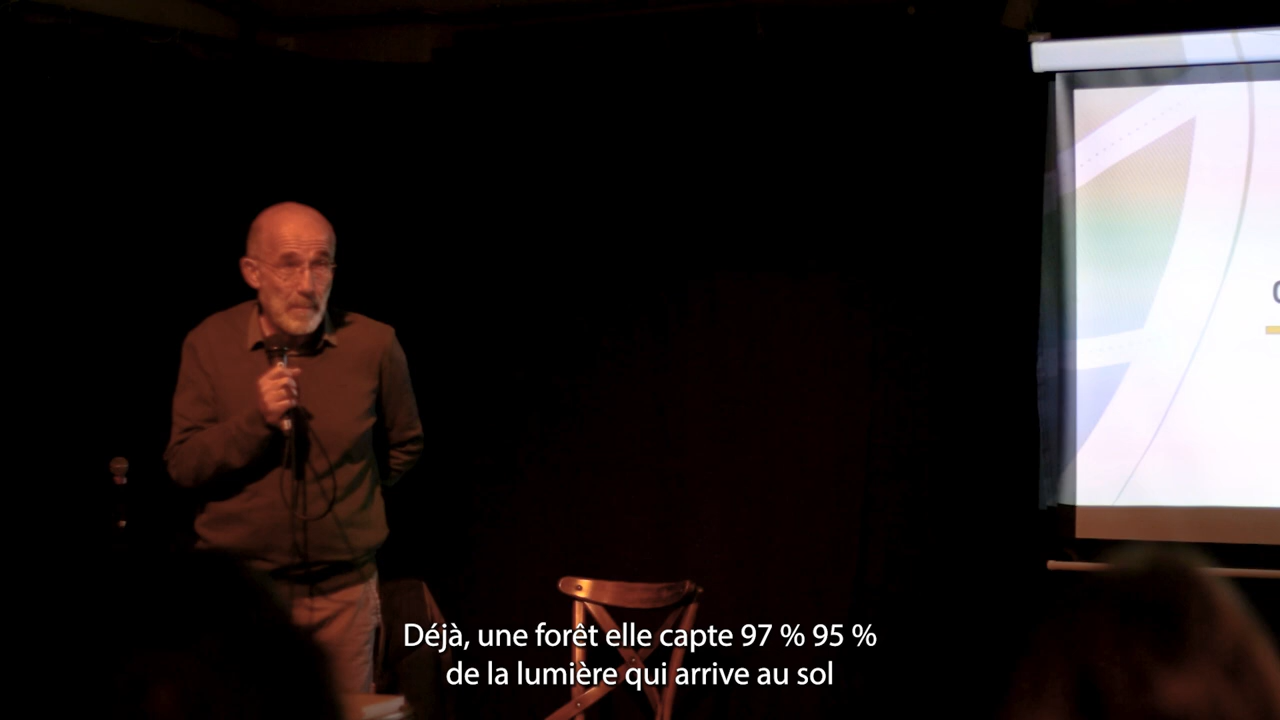 Déjà, une forêt elle capte 97 % 95 %
de la lumière qui arrive au sol